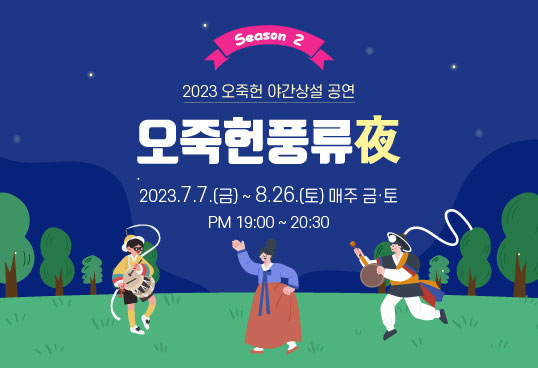 Season 2
2023 오죽헌 야간상설 공연
오죽헌풍류夜
2023.7.7.(금) ~ 8.26.(토) 매주 금·토
PM 19:00 ~ 20:30